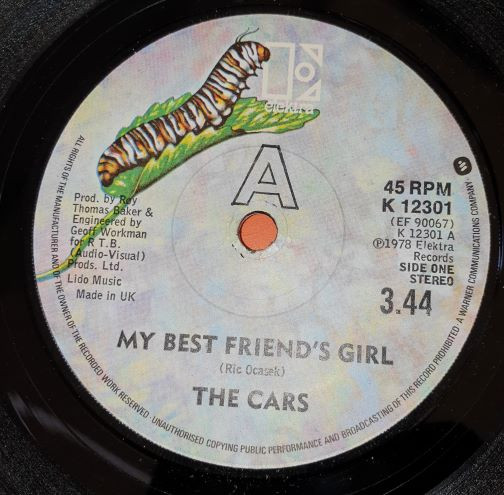 elektra
A
Prod. by Roy
Thomas Baker &
Engineered by
Geoff Workman
for R.T.B.
(Audio-Visual)
Prods. Ltd.
Lido Music
Made in UK
45 RPM
K 12301
(EF 90067)
K 12301 A
℗1978 Elektra
Records
SIDE ONE
STEREO
3.44
MY BEST FRIEND'S GIRL
(Ric Ocasek)
THE CARS
ALL RIGHTS OF THE MANUFACTURER AND OF THE OWNER OF THE RECORDED WORK RESERVED · UNAUTHORISED COPYING PUBLIC PERFORMANCE AND BROADCASTING OF THIS RECORD PROHIBITED · A WARNER COMMUNICATIONS COMPANY